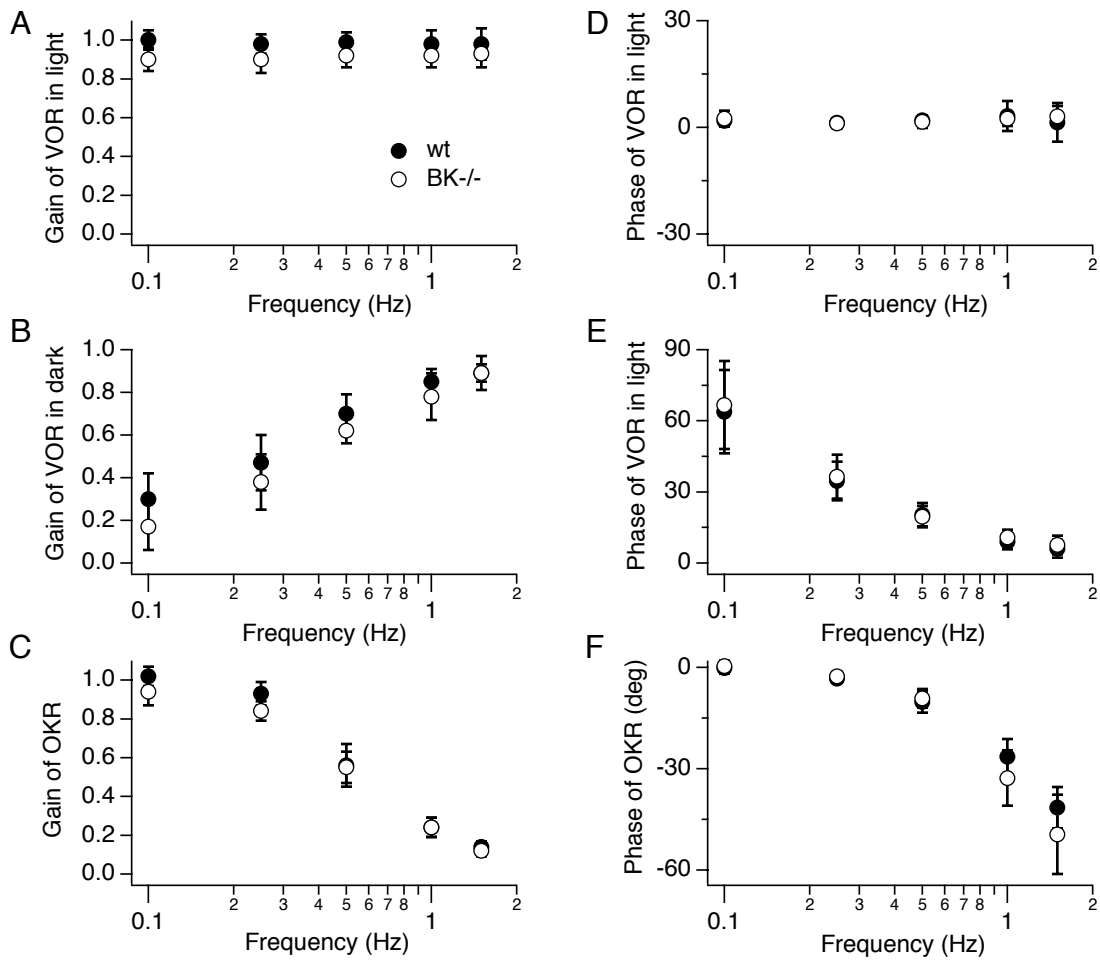 A
Gain of VOR in light
1.0
0.8
0.6
0.4
0.2
0.0
wt
BK-/-
0.1 2 3 4 5 6 7 8 1 2
Frequency (Hz)
B
Gain of VOR in dark
1.0
0.8
0.6
0.4
0.2
0.0
0.1 2 3 4 5 6 7 8 1 2
Frequency (Hz)
C
Gain of OKR
1.0
0.8
0.6
0.4
0.2
0.0
0.1 2 3 4 5 6 7 8 1 2
Frequency (Hz)
D
Phase of VOR in light
30
0
-30
0.1 2 3 4 5 6 7 8 1 2
Frequency (Hz)
E
Phase of VOR in light
90
60
30
0
0.1 2 3 4 5 6 7 8 1 2
Frequency (Hz)
F
Phase of OKR (deg)
0
-30
-60
0.1 2 3 4 5 6 7 8 1 2
Frequency (Hz)